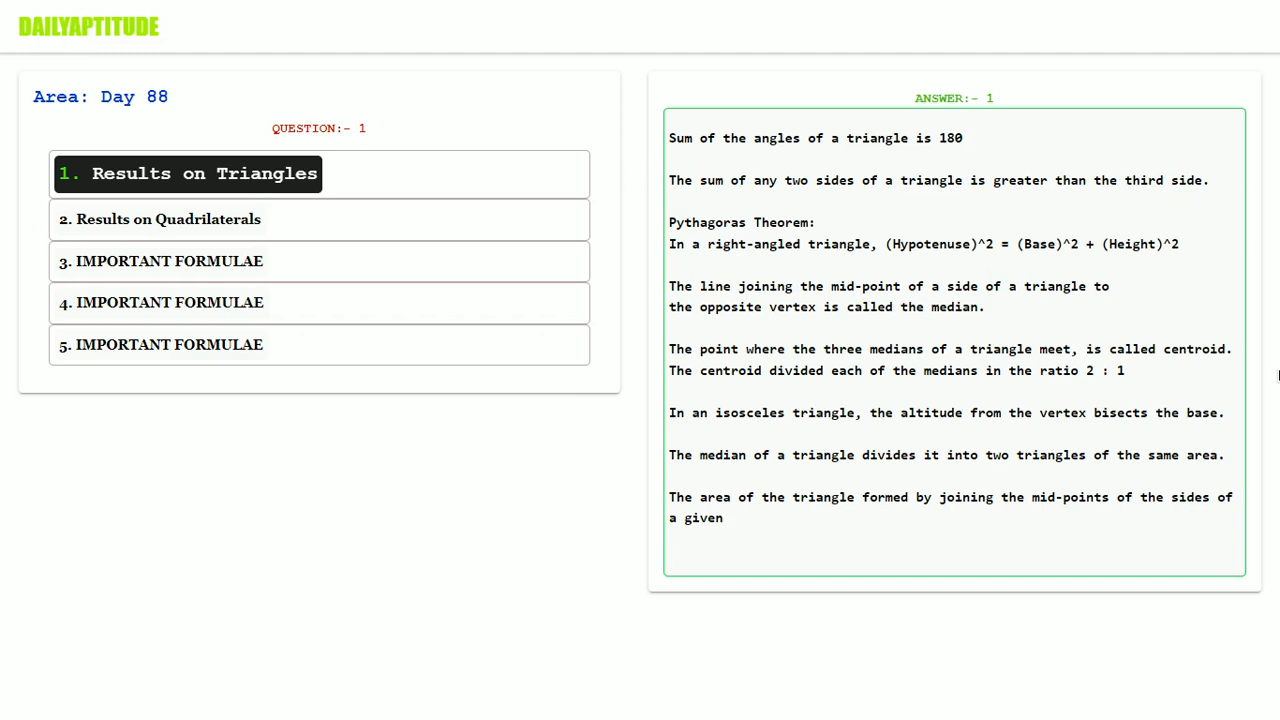 DAILYAPTITUDE
Area: Day 88
QUESTION:- 1
1. Results on Triangles
2. Results on Quadrilaterals
3. IMPORTANT FORMULAE
4. IMPORTANT FORMULAE
5. IMPORTANT FORMULAE
ANSWER:- 1
Sum of the angles of a triangle is 180
The sum of any two sides of a triangle is greater than the third side.
Pythagoras Theorem:
In a right-angled triangle, (Hypotenuse)^2 = (Base)^2 + (Height)^2
The line joining the mid-point of a side of a triangle to
the opposite vertex is called the median.
The point where the three medians of a triangle meet, is called centroid.
The centroid divided each of the medians in the ratio 2 : 1
In an isosceles triangle, the altitude from the vertex bisects the base.
The median of a triangle divides it into two triangles of the same area.
The area of the triangle formed by joining the mid-points of the sides of
a given